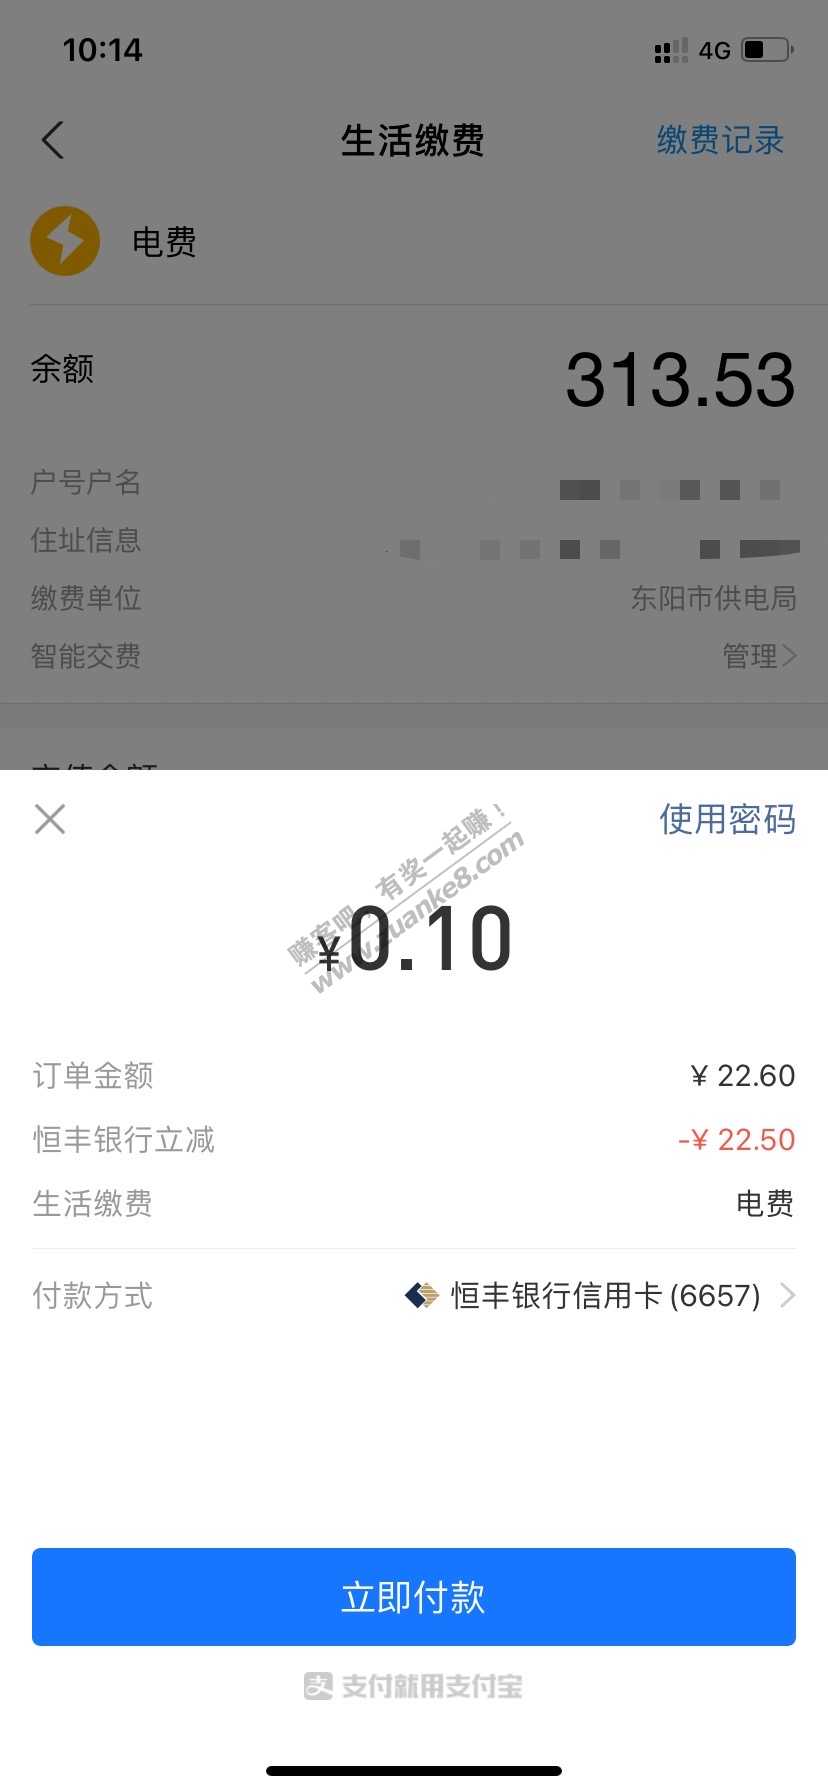 10:14
4G
生活缴费
缴费记录
电费
余额
313.53
户号户名
住址信息
缴费单位
东阳市供电局
智能交费
管理
使用密码
赚客吧，有奖一起赚！
www.zuanke8.com
¥0.10
订单金额
¥ 22.60
恒丰银行立减
-¥ 22.50
生活缴费
电费
付款方式
恒丰银行信用卡(6657)
立即付款
支 支付就用支付宝